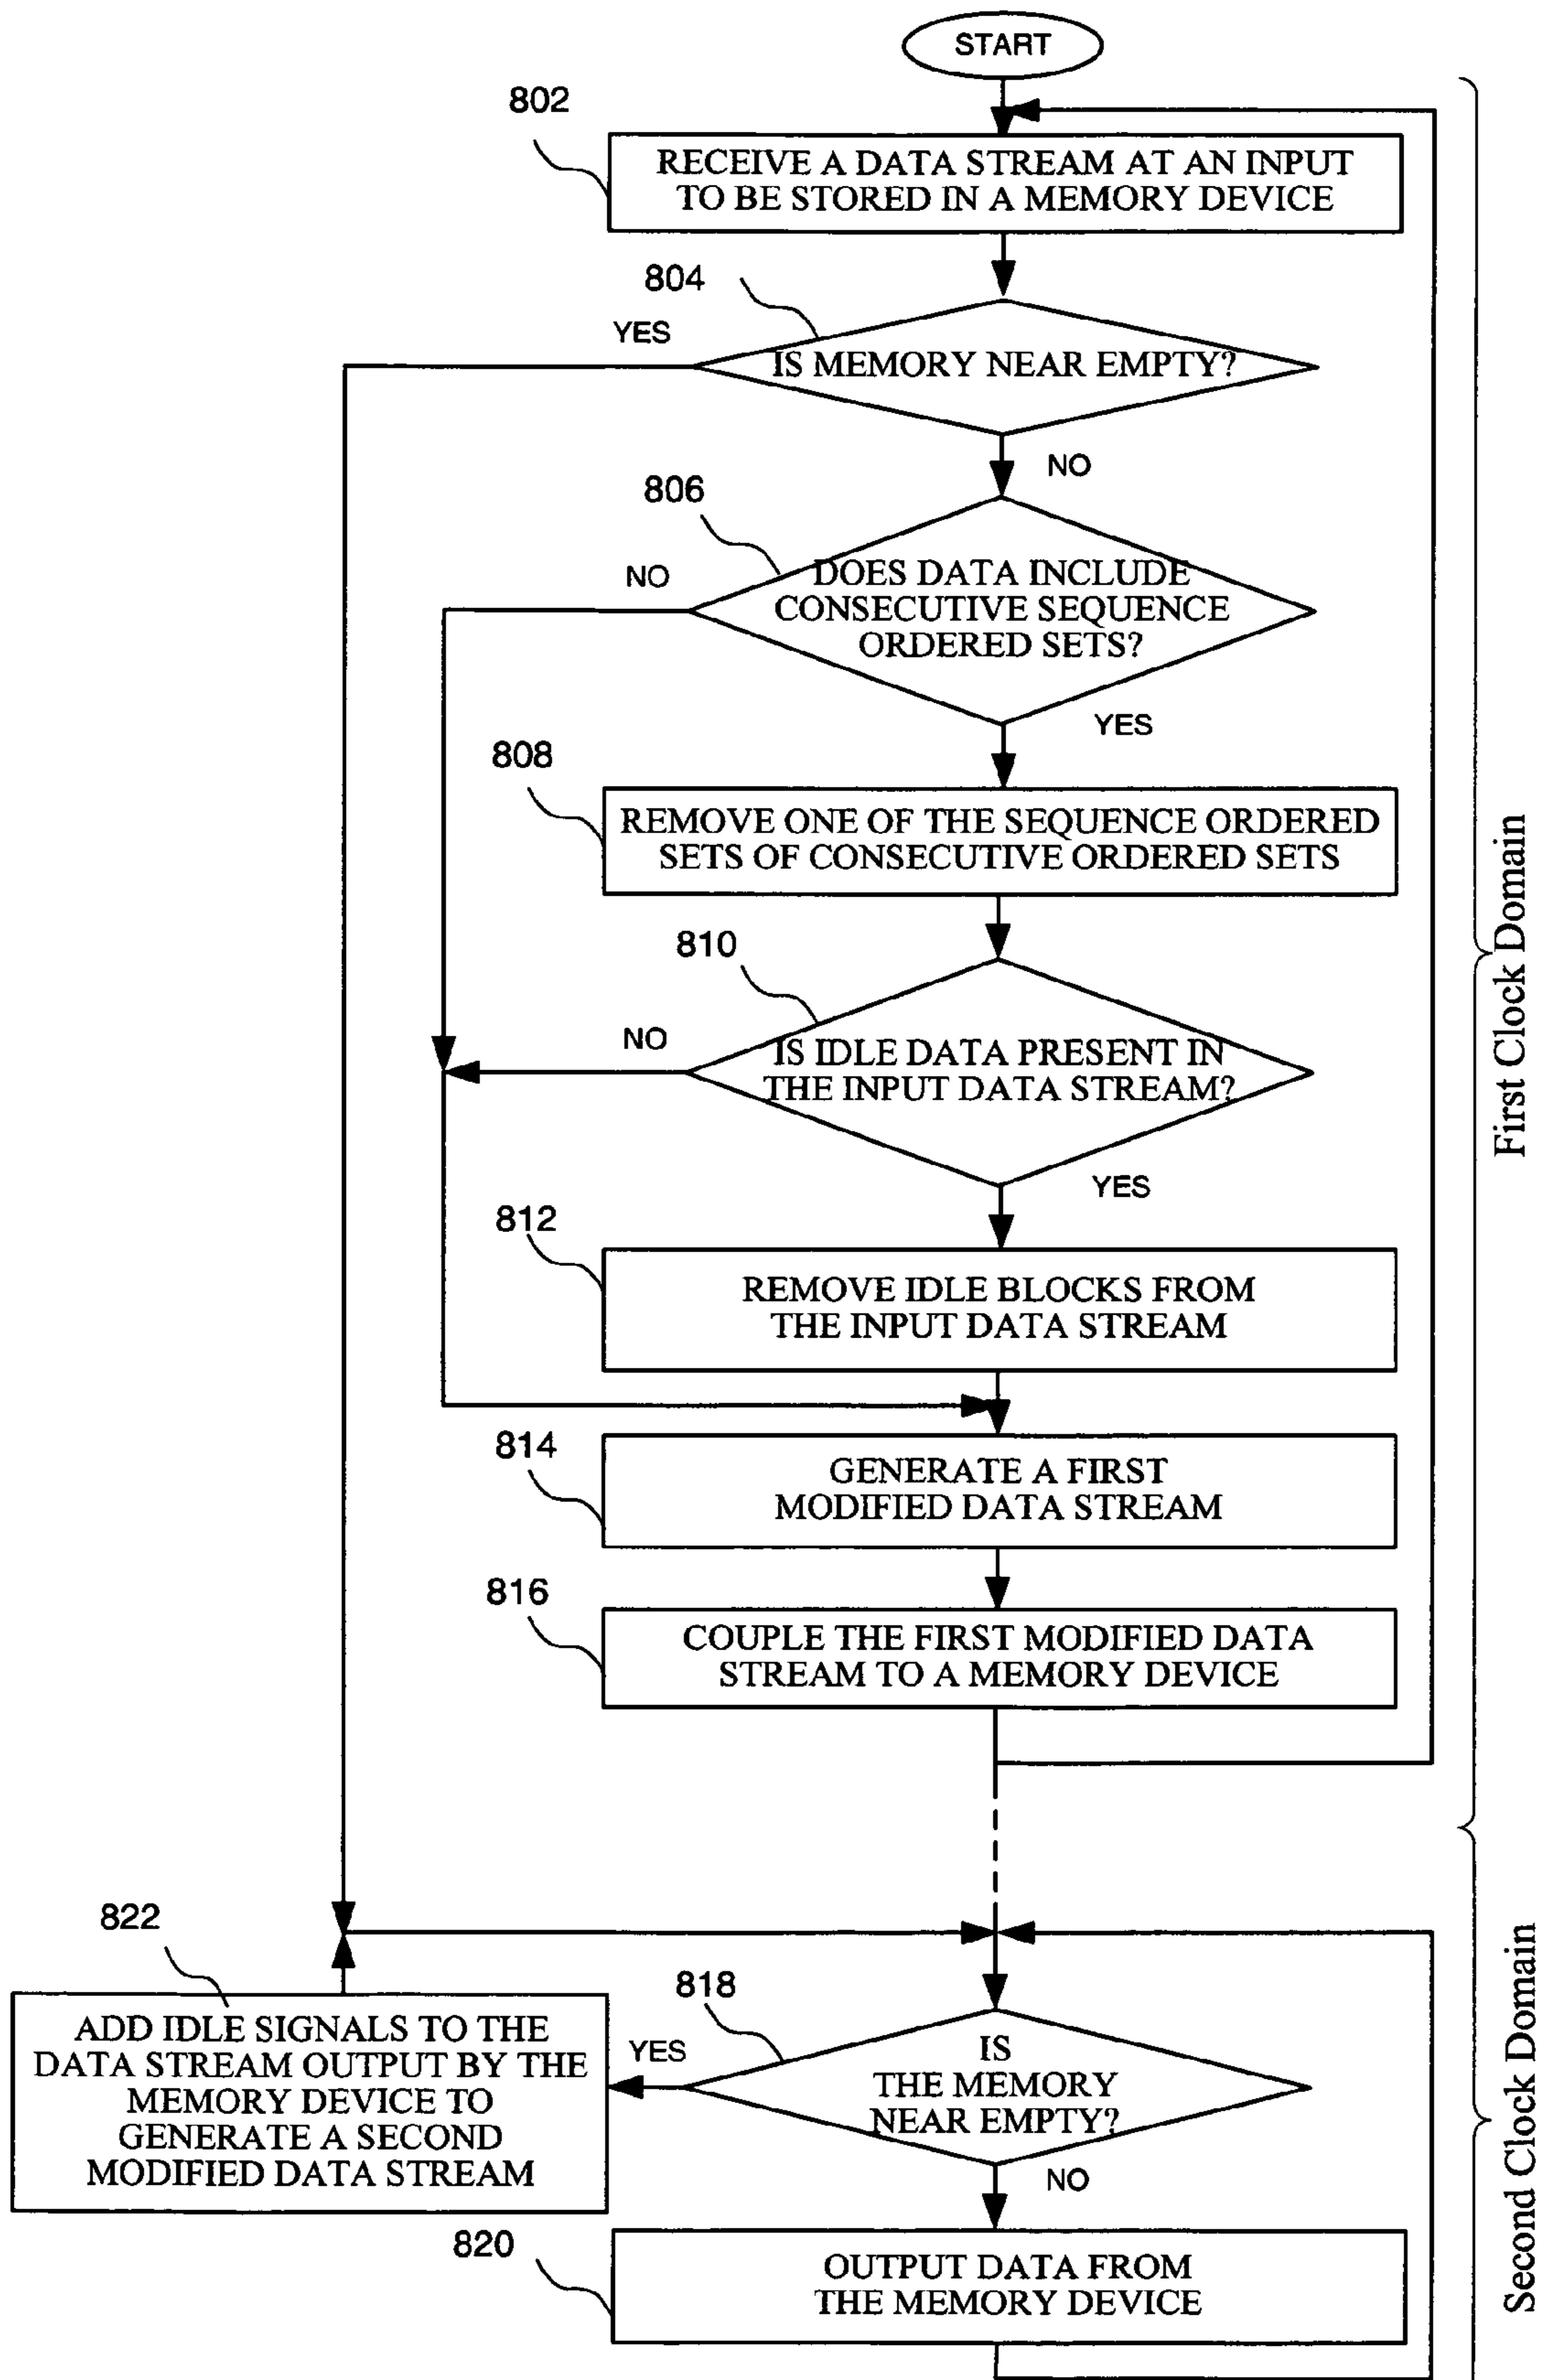 START
802
RECEIVE A DATA STREAM AT AN INPUT
TO BE STORED IN A MEMORY DEVICE
804
YES
IS MEMORY NEAR EMPTY?
NO
806
NO
DOES DATA INCLUDE
CONSECUTIVE SEQUENCE
ORDERED SETS?
YES
808
REMOVE ONE OF THE SEQUENCE ORDERED
SETS OF CONSECUTIVE ORDERED SETS
810
NO
IS IDLE DATA PRESENT IN
THE INPUT DATA STREAM?
YES
812
REMOVE IDLE BLOCKS FROM
THE INPUT DATA STREAM
814
GENERATE A FIRST
MODIFIED DATA STREAM
816
COUPLE THE FIRST MODIFIED DATA
STREAM TO A MEMORY DEVICE
First Clock Domain
822
ADD IDLE SIGNALS TO THE
DATA STREAM OUTPUT BY THE
MEMORY DEVICE TO
GENERATE A SECOND
MODIFIED DATA STREAM
818
YES
IS
THE MEMORY
NEAR EMPTY?
NO
820
OUTPUT DATA FROM
THE MEMORY DEVICE
Second Clock Domain